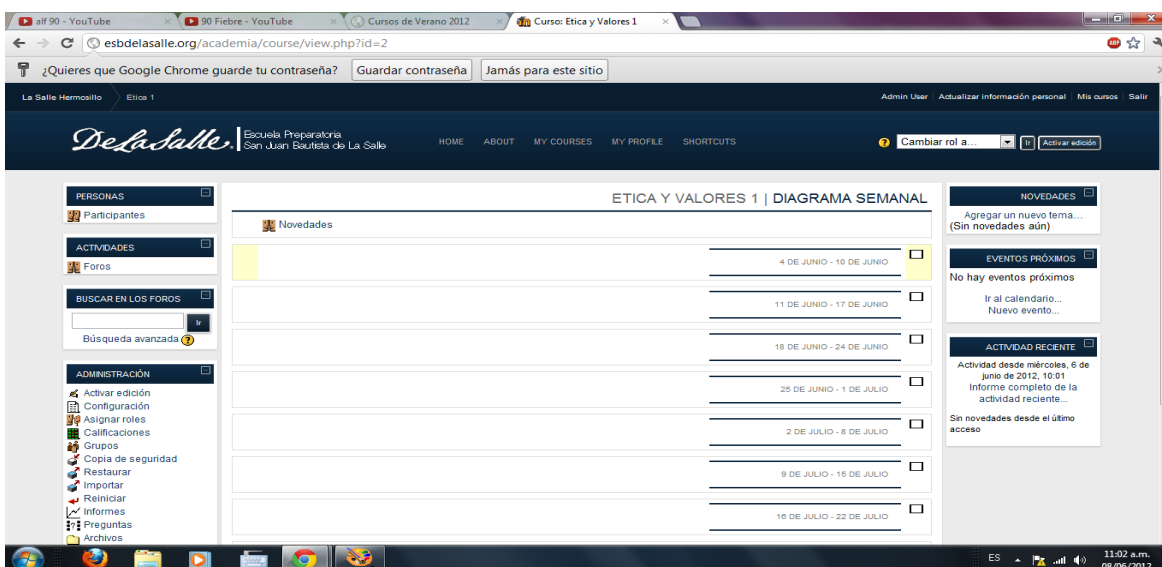 alf 90 - YouTube
90 Fiebre - YouTube
Cursos de Verano 2012
Curso: Etica y Valores 1
esbdelasalle.org/academia/course/view.php?id=2
ABP
¿Quieres que Google Chrome guarde tu contraseña? Guardar contraseña Jamás para este sitio
La Salle Hermosillo Etica 1
Admin User Actualizar información personal Mis cursos Salir
De La Salle. Escuela Preparatoria
San Juan Bautista de La Salle
HOME ABOUT MY COURSES MY PROFILE SHORTCUTS
Cambiar rol a... Ir Activar edición
PERSONAS
Participantes
ACTIVIDADES
Foros
BUSCAR EN LOS FOROS
Ir
Búsqueda avanzada ?
ADMINISTRACIÓN
Activar edición
Configuración
Asignar roles
Calificaciones
Grupos
Copia de seguridad
Restaurar
Importar
Reiniciar
Informes
Preguntas
Archivos
ETICA Y VALORES 1 | DIAGRAMA SEMANAL
Novedades
4 DE JUNIO - 10 DE JUNIO
11 DE JUNIO - 17 DE JUNIO
18 DE JUNIO - 24 DE JUNIO
25 DE JUNIO - 1 DE JULIO
2 DE JULIO - 8 DE JULIO
9 DE JULIO - 15 DE JULIO
16 DE JULIO - 22 DE JULIO
NOVEDADES
Agregar un nuevo tema...
(Sin novedades aún)
EVENTOS PRÓXIMOS
No hay eventos próximos
Ir al calendario...
Nuevo evento...
ACTIVIDAD RECIENTE
Actividad desde miércoles, 6 de
junio de 2012, 10:01
Informe completo de la
actividad reciente...
Sin novedades desde el último
acceso
ES
11:02 a.m.
08/06/2012